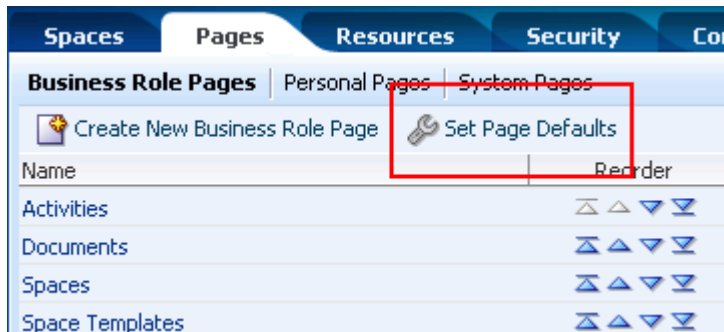 Spaces Pages Resources Security Co
Business Role Pages Personal Pages System Pages
Create New Business Role Page Set Page Defaults
Name Reorder
Activities
Documents
Spaces
Space Templates